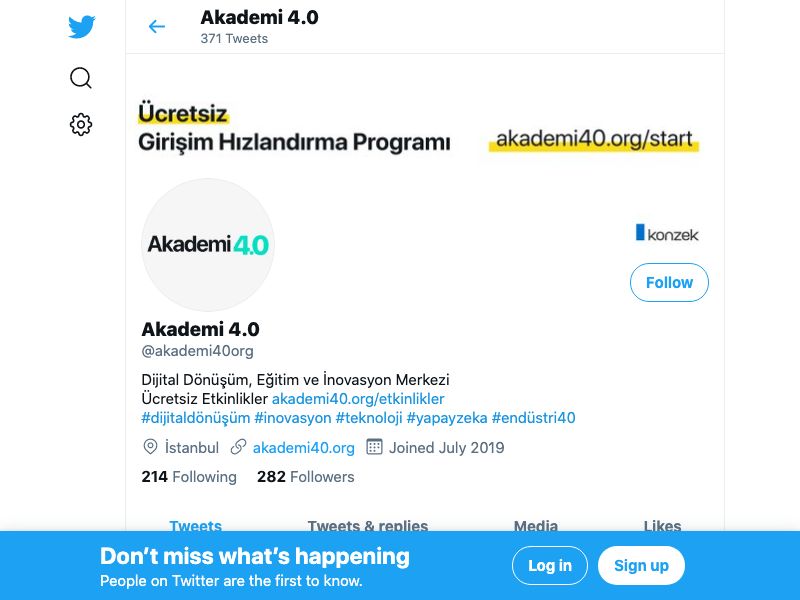 Akademi 4.0
371 Tweets
Ücretsiz
Girişim Hızlandırma Programı
akademi40.org/start
Akademi 4.0
konzek
Follow
Akademi 4.0
@akademi40org
Dijital Dönüşüm, Eğitim ve İnovasyon Merkezi
Ücretsiz Etkinlikler akademi40.org/etkinlikler
#dijitaldönüşüm #inovasyon #teknoloji #yapayzeka #endüstri40
İstanbul akademi40.org Joined July 2019
214 Following 282 Followers
Tweets Tweets & replies Media Likes
Don’t miss what’s happening
People on Twitter are the first to know.
Log in Sign up